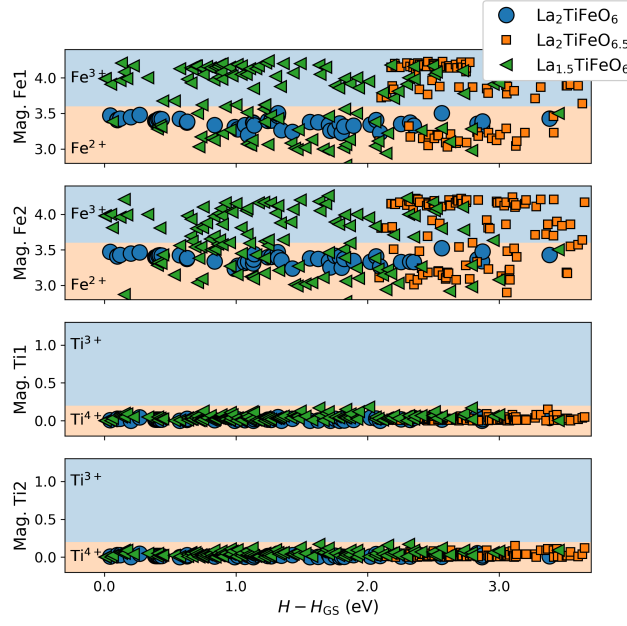 La₂TiFeO₆
La₂TiFeO₆.₅
La₁.₅TiFeO₆
Mag. Fe1
4.0
3.5
3.0
Fe³⁺
Fe²⁺
Mag. Fe2
4.0
3.5
3.0
Fe³⁺
Fe²⁺
Mag. Ti1
1.0
0.5
0.0
Ti³⁺
Ti⁴⁺
Mag. Ti2
1.0
0.5
0.0
Ti³⁺
Ti⁴⁺
0.0 1.0 2.0 3.0
H − H_GS (eV)